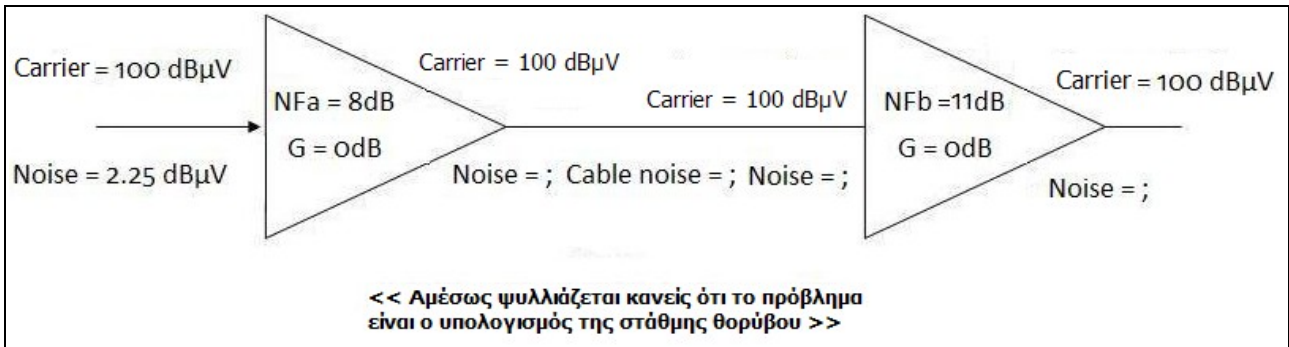 Carrier = 100 dBµV
Carrier = 100 dBµV
Carrier = 100 dBµV
Carrier = 100 dBµV
NFa = 8dB
NFb =11dB
G = 0dB
G = 0dB
Noise = 2.25 dBµV
Noise = ; Cable noise = ; Noise = ;
Noise = ;
<< Αμέσως ψυλλιάζεται κανείς ότι το πρόβλημα
είναι ο υπολογισμός της στάθμης θορύβου >>